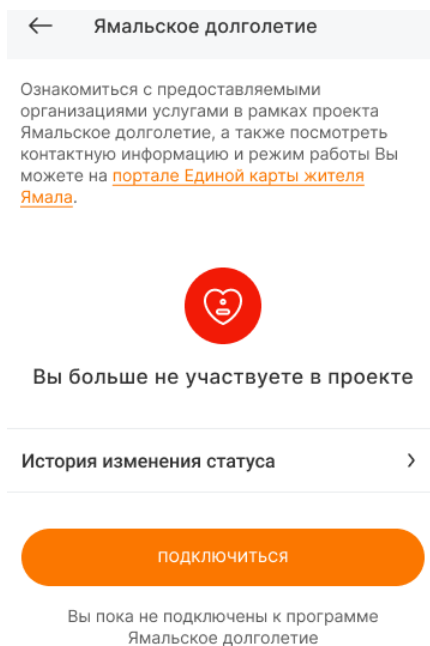 Ямальское долголетие
Ознакомиться с предоставляемыми
организациями услугами в рамках проекта
Ямальское долголетие, а также посмотреть
контактную информацию и режим работы Вы
можете на портале Единой карты жителя
Ямала.
Вы больше не участвуете в проекте
История изменения статуса
ПОДКЛЮЧИТЬСЯ
Вы пока не подключены к программе
Ямальское долголетие